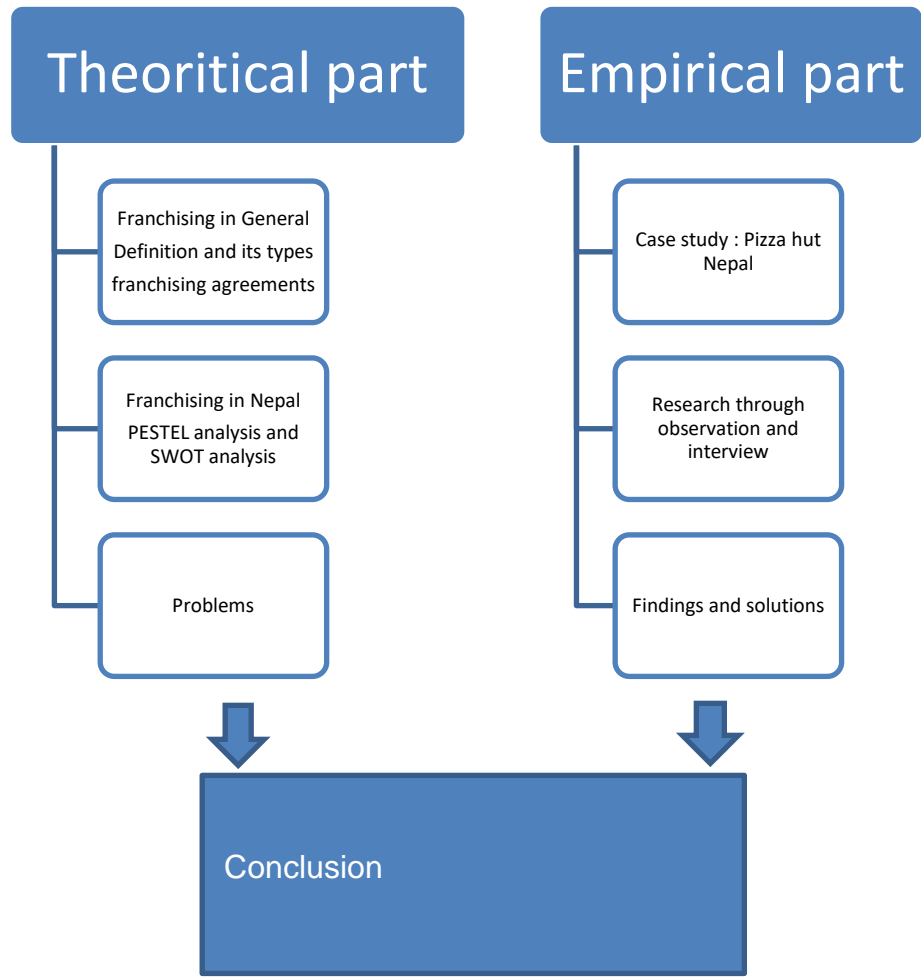 Theoritical part
Franchising in General
Definition and its types
franchising agreements
Franchising in Nepal
PESTEL analysis and
SWOT analysis
Problems
Empirical part
Case study : Pizza hut
Nepal
Research through
observation and
interview
Findings and solutions
Conclusion